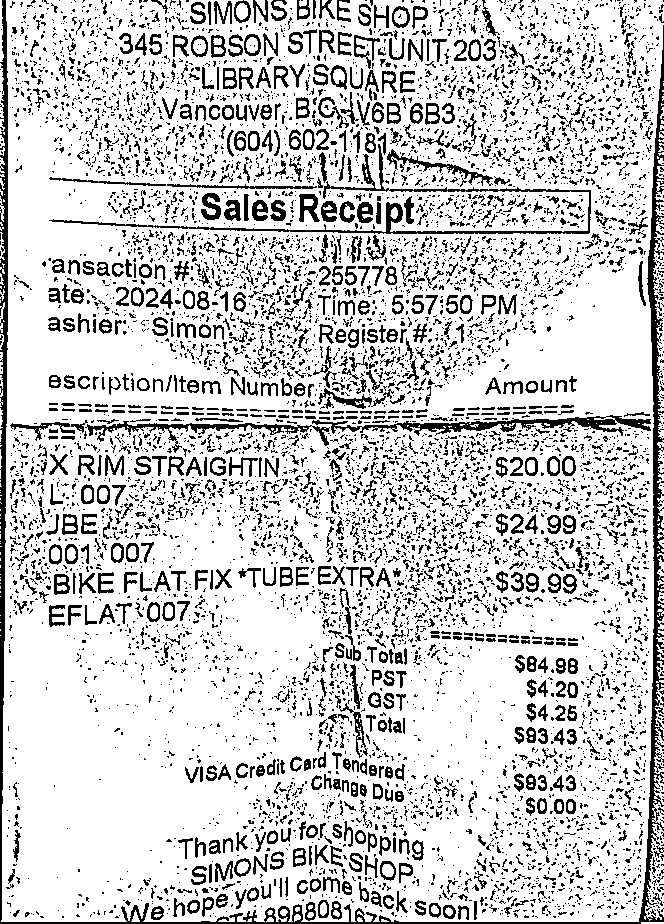 SIMONS BIKE SHOP
345 ROBSON STREET UNIT 203
LIBRARY SQUARE
Vancouver, B.C. V6B 6B3
(604) 602-1181
Sales Receipt
ansaction #: 255778
ate: 2024-08-16 Time: 5:57:50 PM
ashier: Simon Register #: 1
escription/Item Number Amount
X RIM STRAIGHTIN $20.00
L 007
JBE $24.99
001 007
BIKE FLAT FIX *TUBE EXTRA* $39.99
EFLAT 007
Sub Total $84.98
PST $4.20
GST $4.25
Total $93.43
VISA Credit Card Tendered $93.43
Change Due $0.00
Thank you for shopping
SIMONS BIKE SHOP
We hope you'll come back soon!